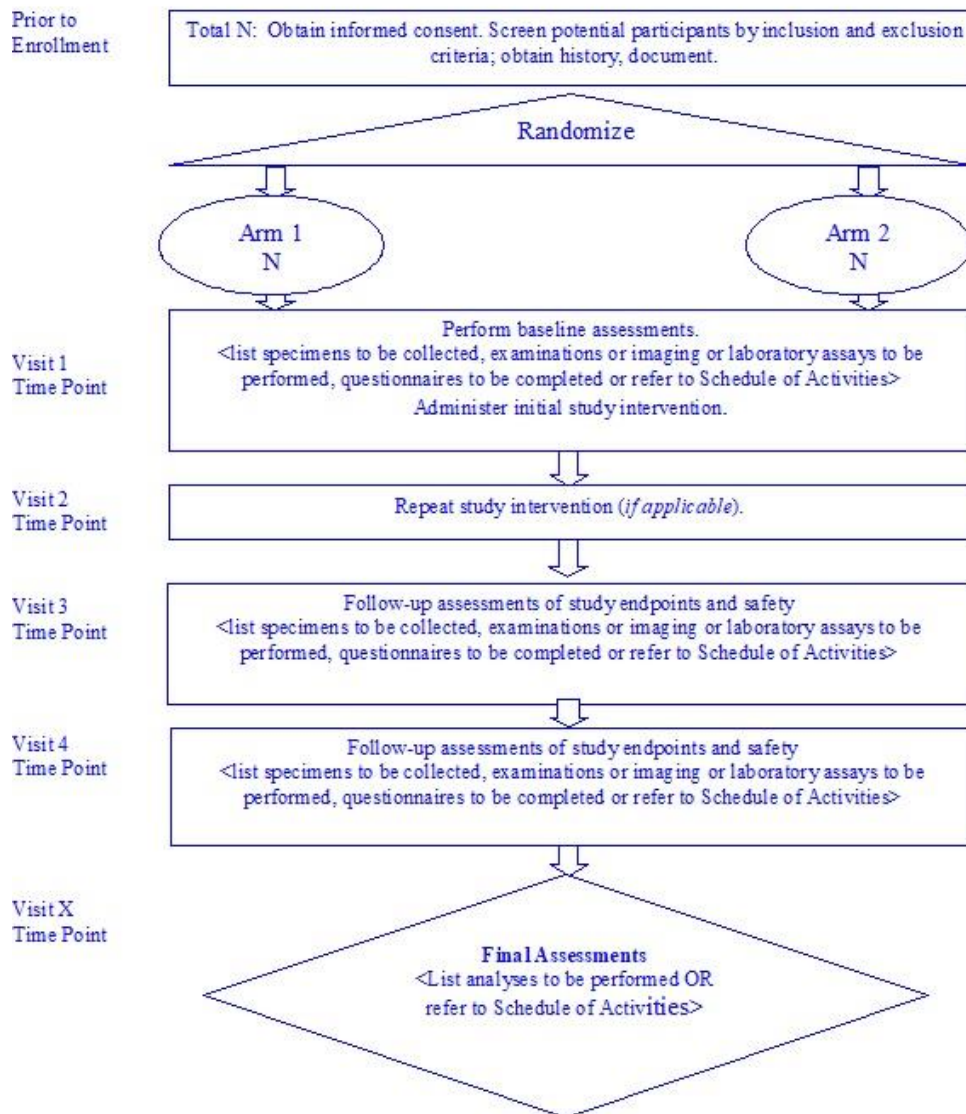 Prior to
Enrollment
Total N: Obtain informed consent. Screen potential participants by inclusion and exclusion
criteria; obtain history, document.
Randomize
Arm 1
N
Arm 2
N
Visit 1
Time Point
Perform baseline assessments.
<list specimens to be collected, examinations or imaging or laboratory assays to be
performed, questionnaires to be completed or refer to Schedule of Activities>
Administer initial study intervention.
Visit 2
Time Point
Repeat study intervention (if applicable).
Visit 3
Time Point
Follow-up assessments of study endpoints and safety
<list specimens to be collected, examinations or imaging or laboratory assays to be
performed, questionnaires to be completed or refer to Schedule of Activities>
Visit 4
Time Point
Follow-up assessments of study endpoints and safety
<list specimens to be collected, examinations or imaging or laboratory assays to be
performed, questionnaires to be completed or refer to Schedule of Activities>
Visit X
Time Point
Final Assessments
<List analyses to be performed OR
refer to Schedule of Activities>